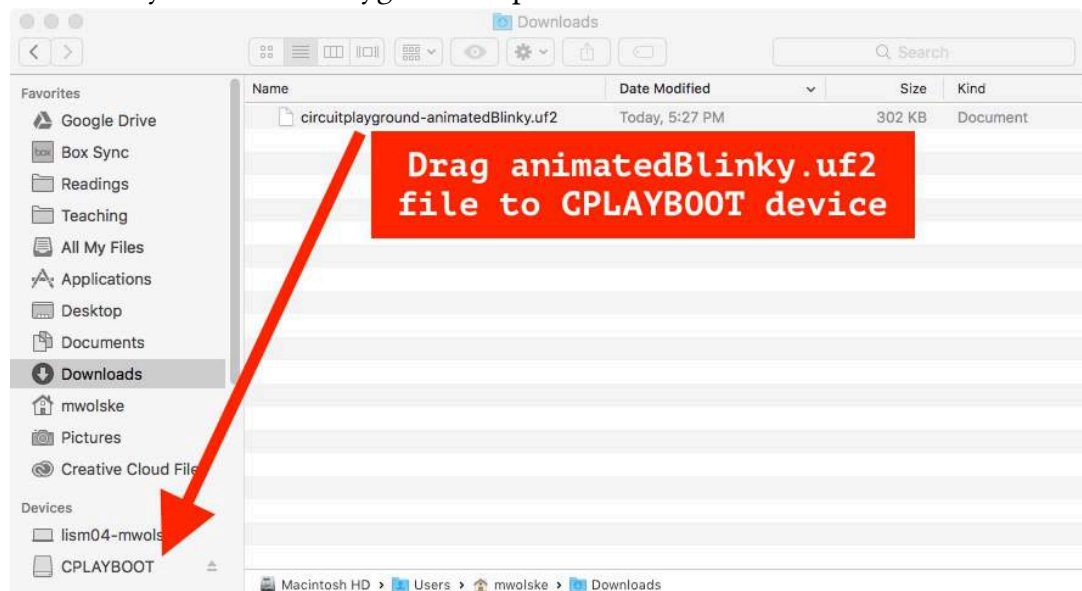 Downloads
Search
Favorites
Google Drive
Box Sync
Readings
Teaching
All My Files
Applications
Desktop
Documents
Downloads
mwolske
Pictures
Creative Cloud File
Devices
lism04-mwols
CPLAYBOOT
Name Date Modified Size Kind
circuitplayground-animatedBlinky.uf2 Today, 5:27 PM 302 KB Document
Drag animatedBlinky.uf2
file to CPLAYBOOT device
Macintosh HD Users mwolske Downloads